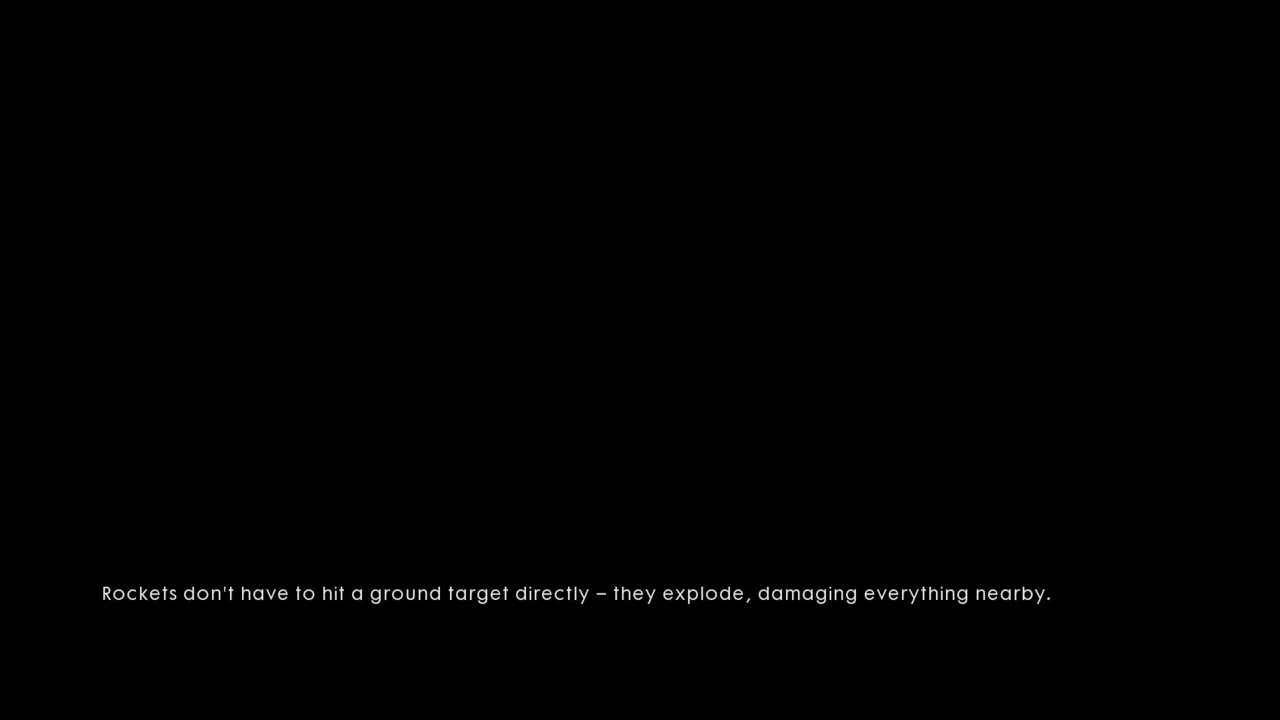 Rockets don't have to hit a ground target directly – they explode, damaging everything nearby.